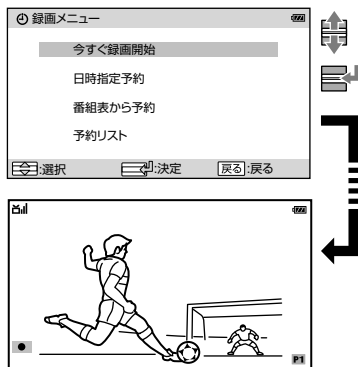 録画メニュー
今すぐ録画開始
日時指定予約
番組表から予約
予約リスト
:選択 :決定 戻る:戻る
P1